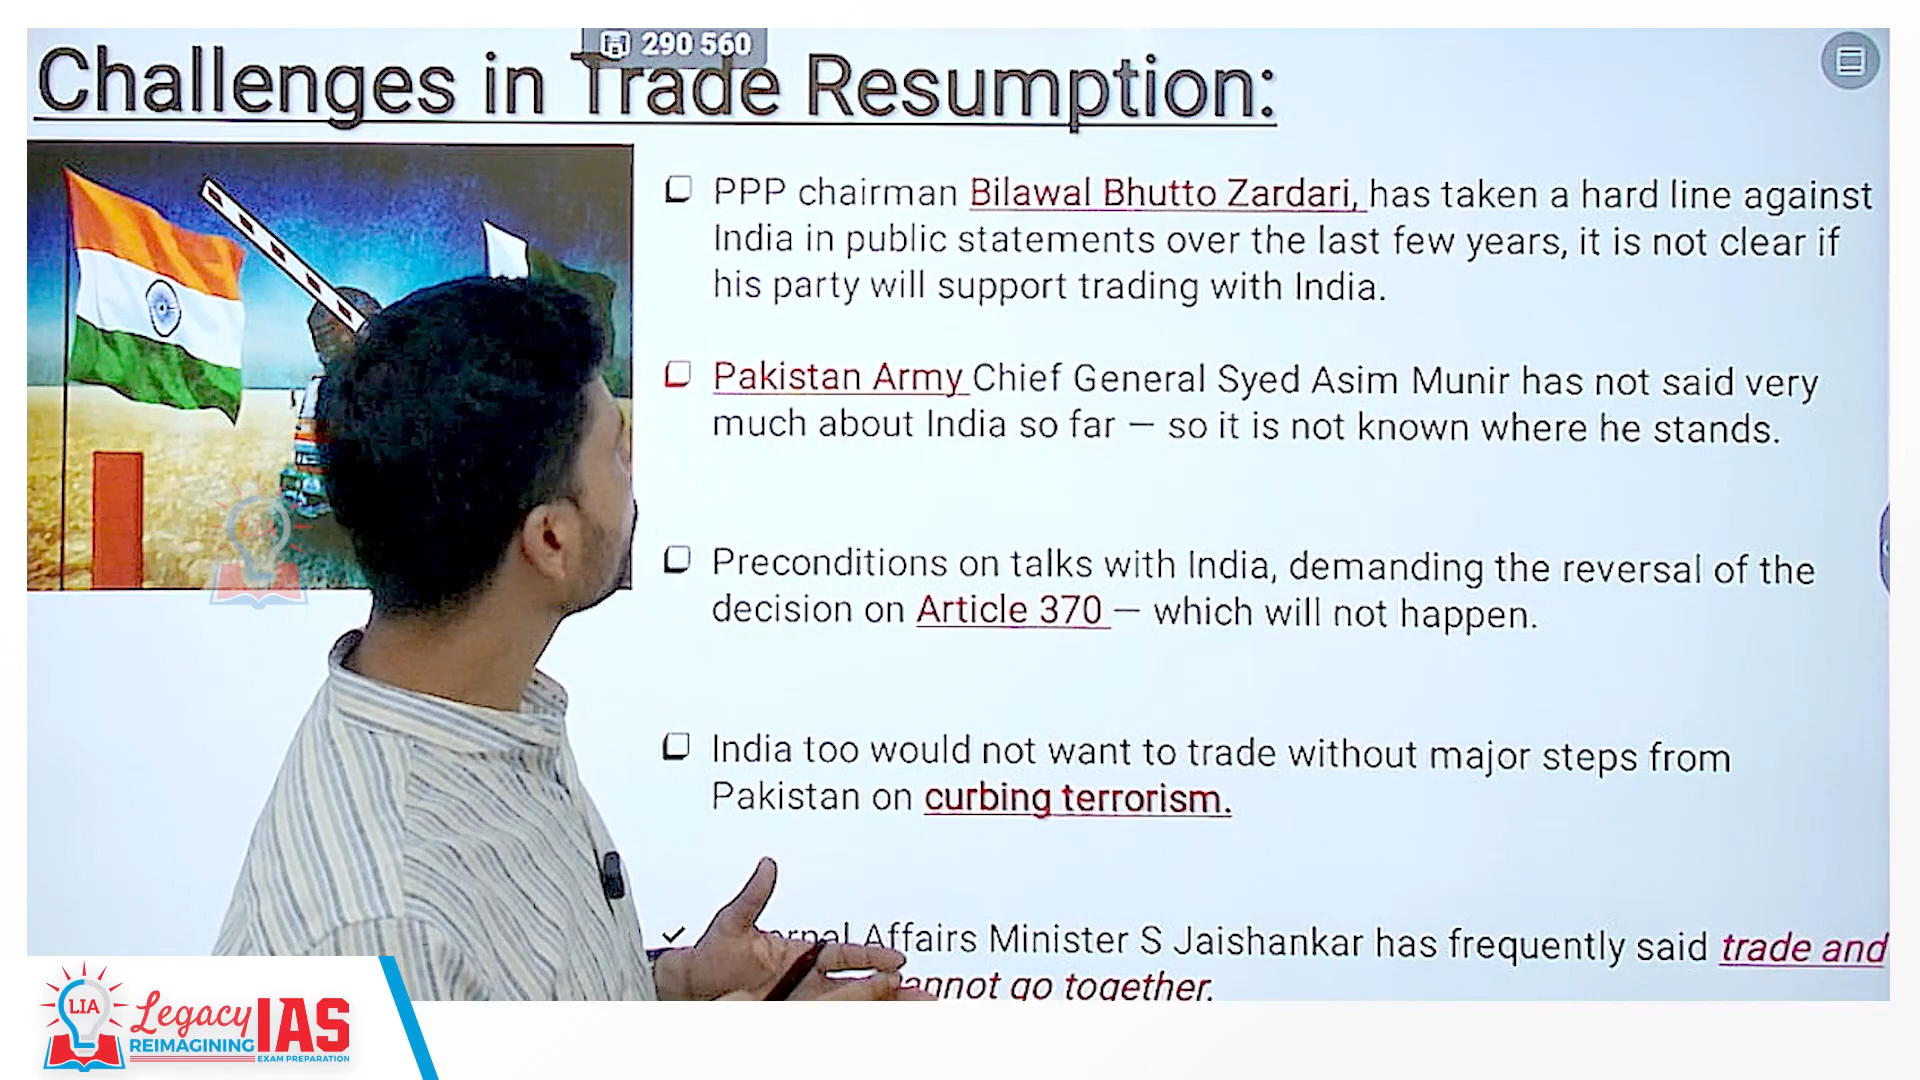 290 560
Challenges in Trade Resumption:
PPP chairman Bilawal Bhutto Zardari, has taken a hard line against
India in public statements over the last few years, it is not clear if
his party will support trading with India.
Pakistan Army Chief General Syed Asim Munir has not said very
much about India so far – so it is not known where he stands.
Preconditions on talks with India, demanding the reversal of the
decision on Article 370 – which will not happen.
India too would not want to trade without major steps from
Pakistan on curbing terrorism.
Affairs Minister S Jaishankar has frequently said trade and
go together.
LIA
Legacy IAS
REIMAGINING
EXAM PREPARATION